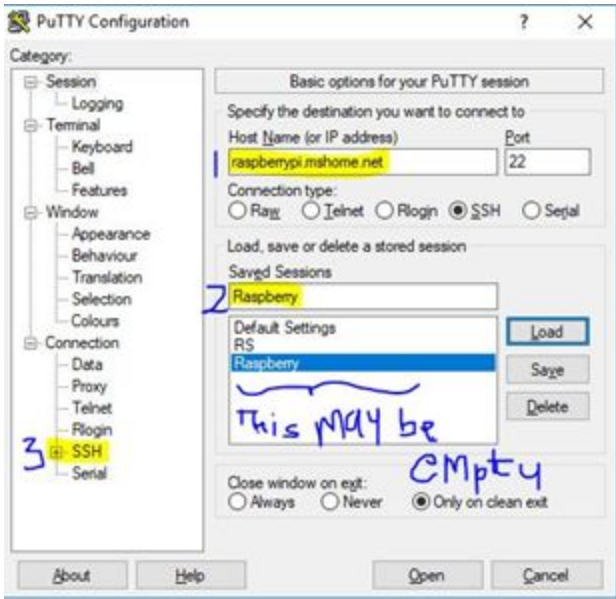 PuTTY Configuration ? ×
Category:
Session
Logging
Terminal
Keyboard
Bell
Features
Window
Appearance
Behaviour
Translation
Selection
Colours
Connection
Data
Proxy
Telnet
Rlogin
3 SSH
Serial
Basic options for your PuTTY session
Specify the destination you want to connect to
Host Name (or IP address) Port
1 raspberrypi.mshome.net 22
Connection type:
Raw Telnet Rlogin SSH Serial
Load, save or delete a stored session
Saved Sessions
2 Raspberry
Default Settings
RS
Raspberry
Load
Save
Delete
This MAY be
EMpty
Close window on exit:
Always Never Only on clean exit
About Help Open Cancel